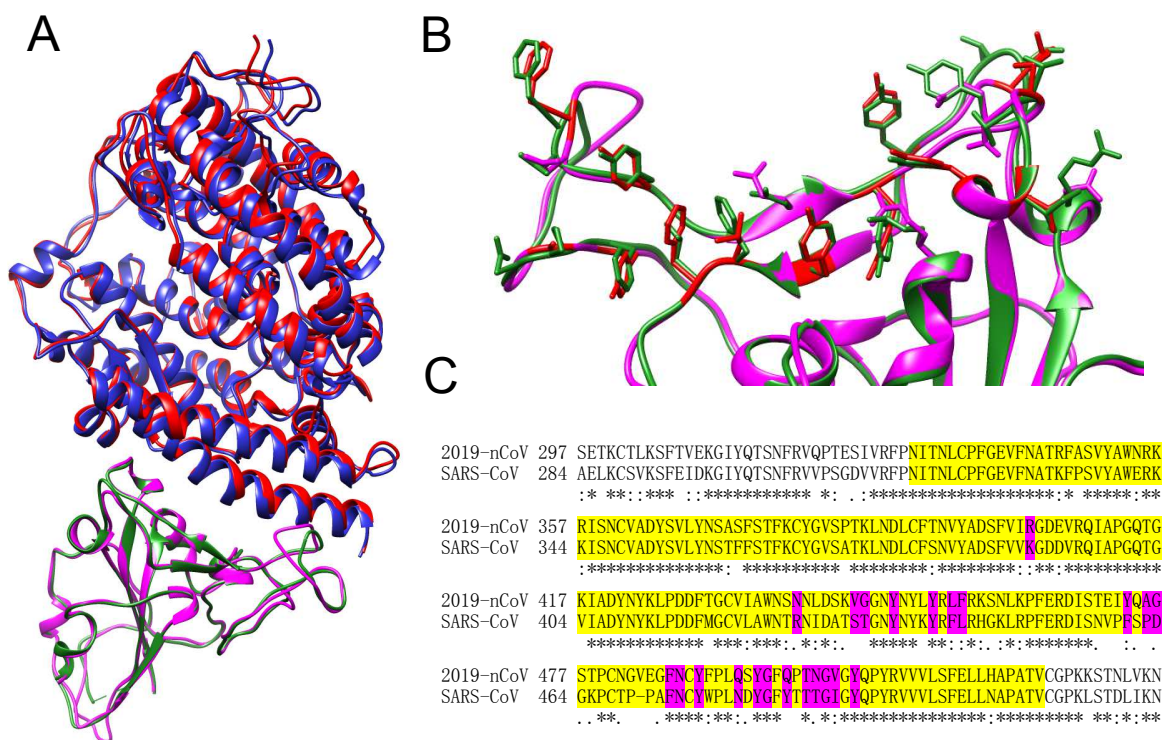 A
B
C
2019-nCoV 297 SETKCTLKSFTVEKGIYQTSNFRVQPTESIVRFPNITNLCPFGEVFNATRFASVYAWNRK
SARS-CoV 284 AELKCSVKSFEIDKGIYQTSNFRVVPSGDVVRFPNITNLCPFGEVFNATKFPSVYAWERK
:* **::*** ::*********** *: .:*******************:* *****:**
2019-nCoV 357 RISNCVADYSVLYNSASFSTFKCYGVSPTKLNDLCFTNVYADSFVIRGDEVRQIAPGQTG
SARS-CoV 344 KISNCVADYSVLYNSTFFSTFKCYGVSATKLNDLCFSNVYADSFVVKGDDVRQIAPGQTG
:**************: ********** ********:********::**:**********
2019-nCoV 417 KIADYNYKLPDDFTGCVIAWNSNNLDSKVGGNYNYLYRLFRKSNLKPFERDISTEIYQAG
SARS-CoV 404 VIADYNYKLPDDFMGCVLAWNTRNIDATSTGNYNYKYRFLRHGKLRPFERDISNVPFSPD
************ ***:***:.*:*: ***** **::*:.:*:*******. :. .
2019-nCoV 477 STPCNGVEGFNCYFPLQSYGFQPTNGVGYQPYRVVVLSFELLHAPATVCGPKKSTNLVKN
SARS-CoV 464 GKPCTP-PAFNCYWPLNDYGFYTTTGIGYQPYRVVVLSFELLNAPATVCGPKLSTDLIKN
. .**. .****:**:.*** *.*:***************:********* **:*:**